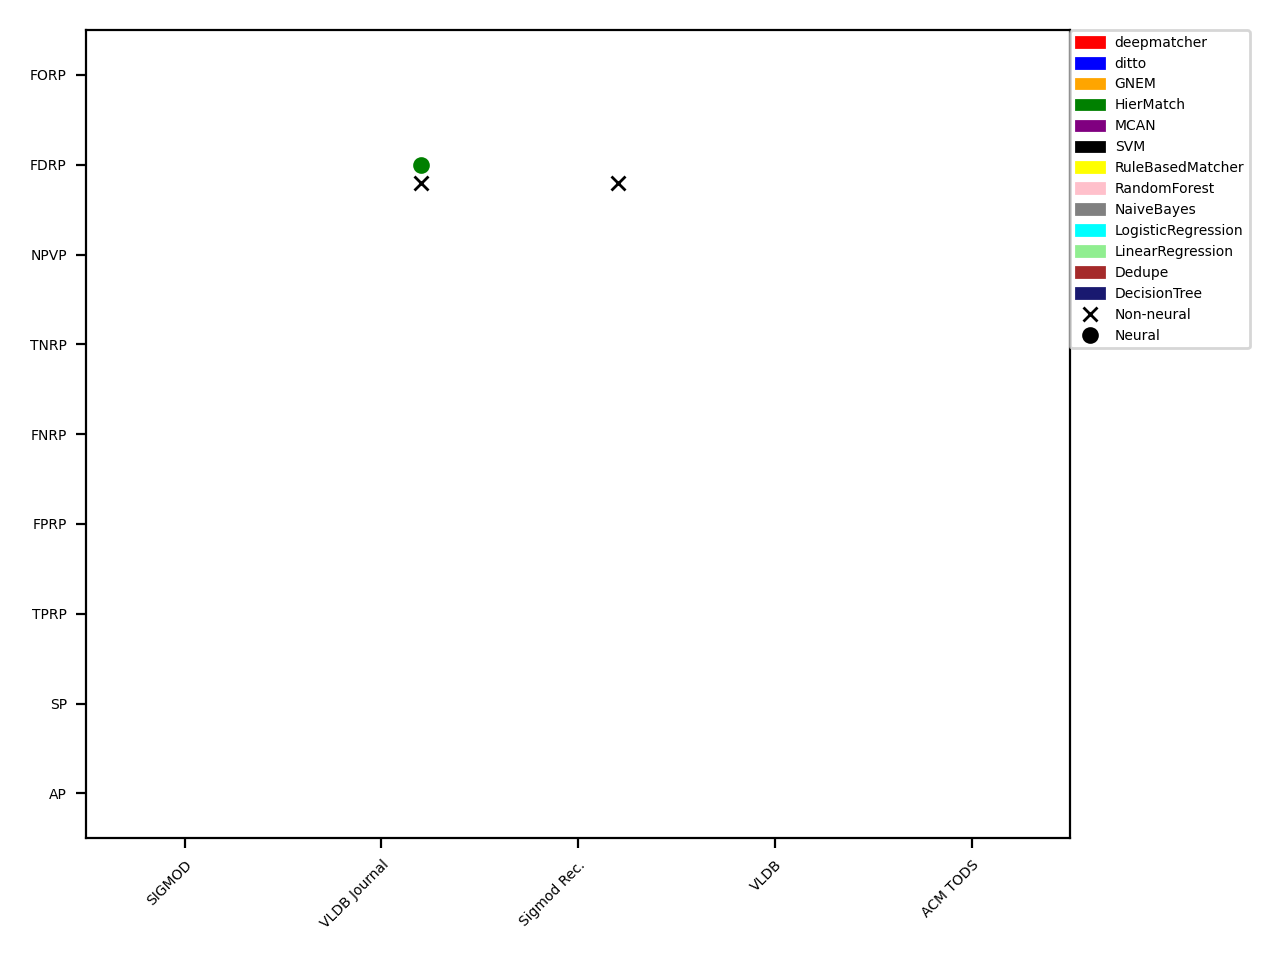 FORP
FDRP
NPVP
TNRP
FNRP
FPRP
TPRP
SP
AP
SIGMOD
VLDB Journal
Sigmod Rec.
VLDB
ACM TODS
deepmatcher
ditto
GNEM
HierMatch
MCAN
SVM
RuleBasedMatcher
RandomForest
NaiveBayes
LogisticRegression
LinearRegression
Dedupe
DecisionTree
Non-neural
Neural